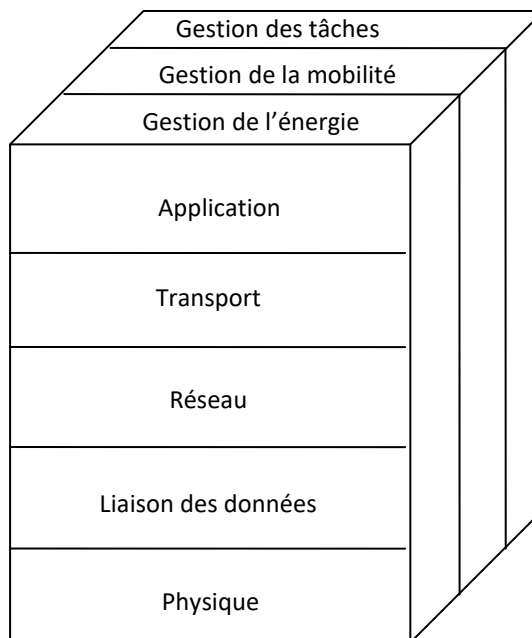 Gestion des tâches
Gestion de la mobilité
Gestion de l’énergie
Application
Transport
Réseau
Liaison des données
Physique